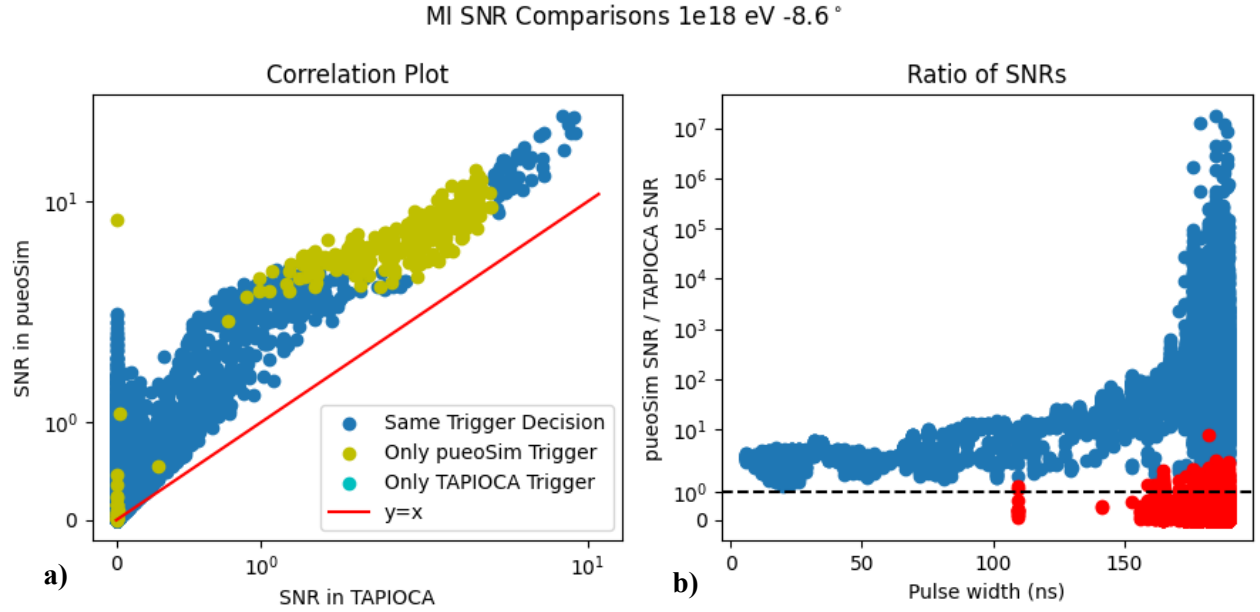 MI SNR Comparisons 1e18 eV -8.6°
Correlation Plot
SNR in pueoSim
10¹
10⁰
0
Same Trigger Decision
Only pueoSim Trigger
Only TAPIOCA Trigger
y=x
0
10⁰
10¹
SNR in TAPIOCA
a)
Ratio of SNRs
pueoSim SNR / TAPIOCA SNR
10⁷
10⁶
10⁵
10⁴
10³
10²
10¹
10⁰
0
0
50
100
150
Pulse width (ns)
b)